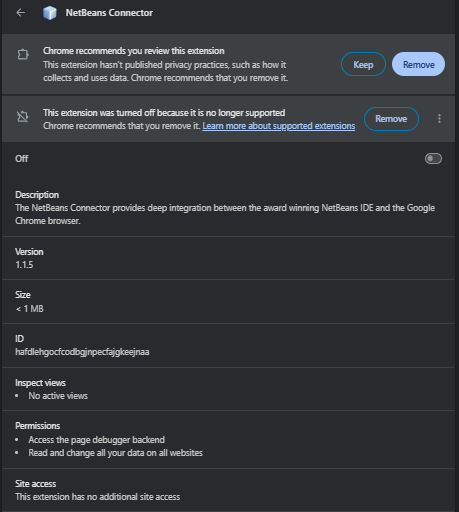 NetBeans Connector
Chrome recommends you review this extension
This extension hasn't published privacy practices, such as how it
collects and uses data. Chrome recommends that you remove it.
Keep
Remove
This extension was turned off because it is no longer supported
Chrome recommends that you remove it. Learn more about supported extensions
Remove
Off
Description
The NetBeans Connector provides deep integration between the award winning NetBeans IDE and the Google
Chrome browser.
Version
1.1.5
Size
< 1 MB
ID
hafdlehgocfcodbgjnpecfajgkeejnaa
Inspect views
• No active views
Permissions
• Access the page debugger backend
• Read and change all your data on all websites
Site access
This extension has no additional site access